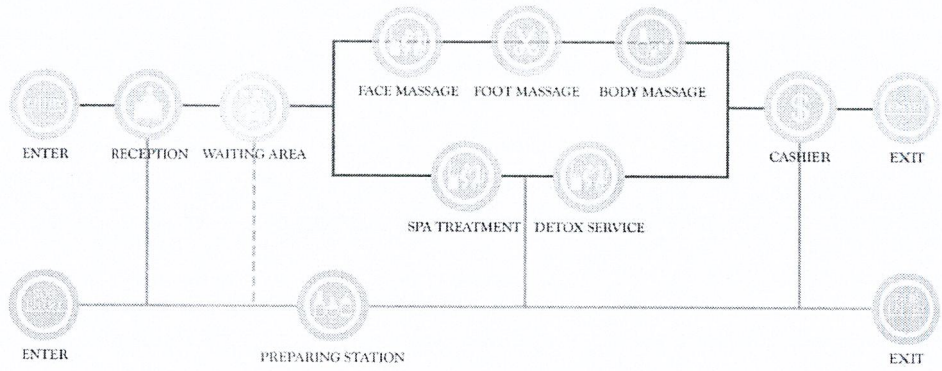 FACE MASSAGE FOOT MASSAGE BODY MASSAGE
ENTER RECEPTION WAITING AREA CASHIER EXIT
SPA TREATMENT DETOX SERVICE
ENTER PREPARING STATION EXIT